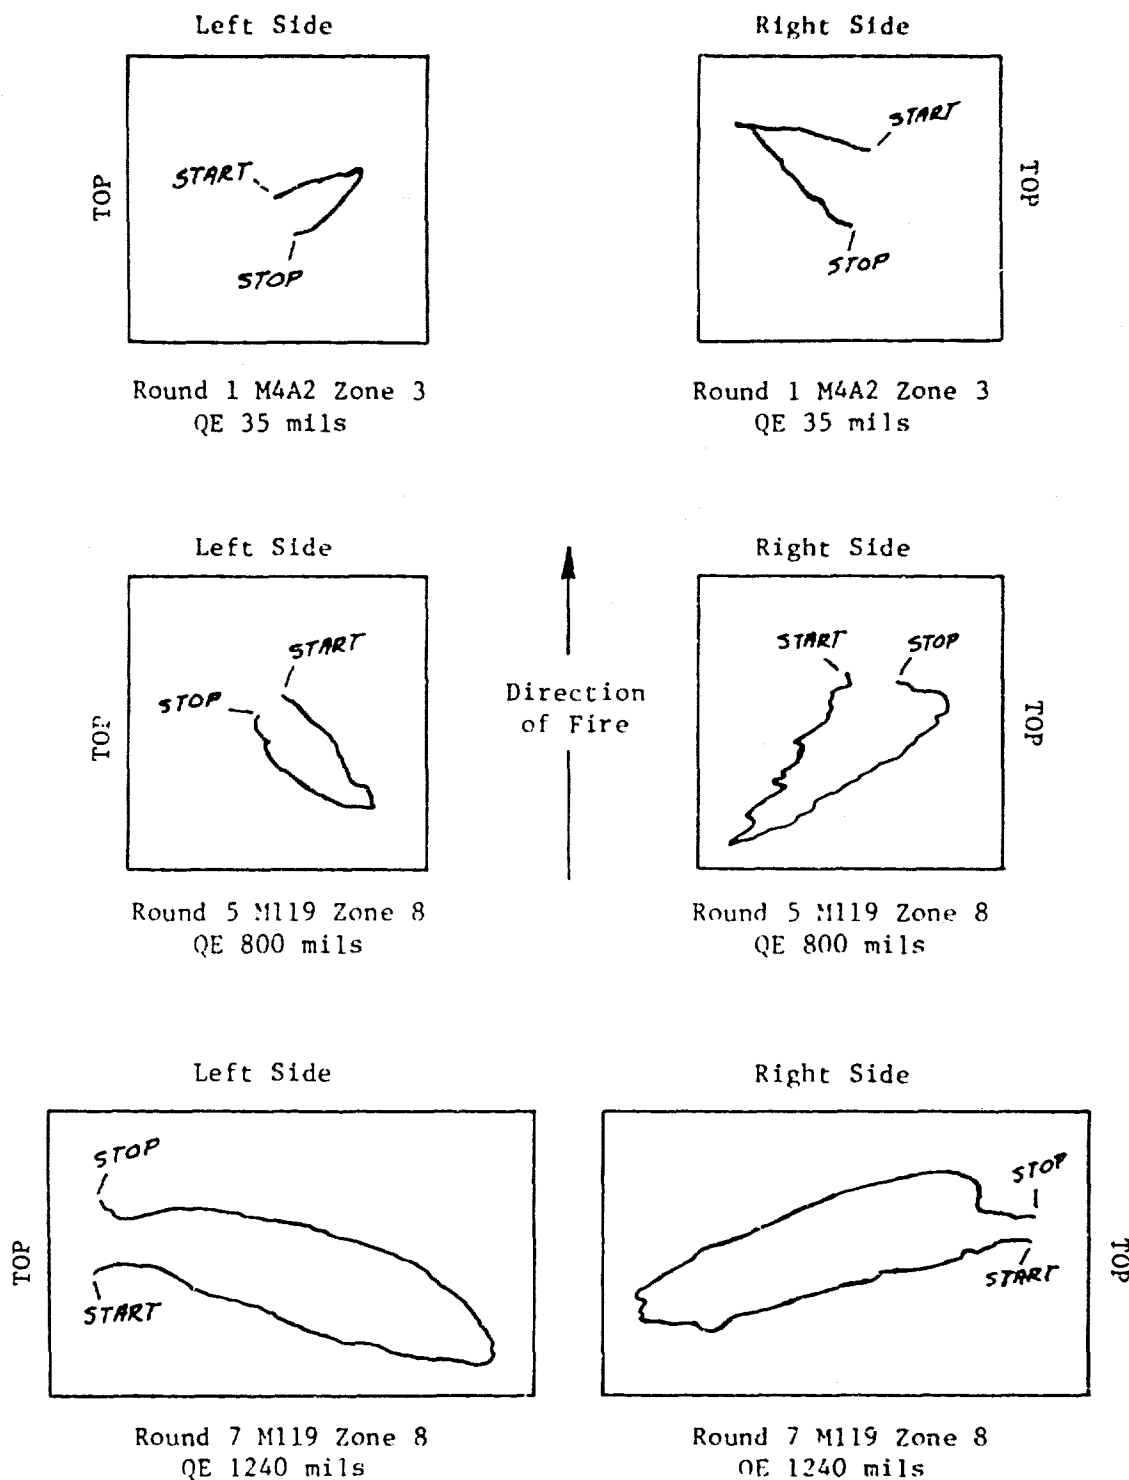 Left Side
Right Side
START
START
TOP
TOP
STOP
STOP
Round 1 M4A2 Zone 3
QE 35 mils
Round 1 M4A2 Zone 3
QE 35 mils
Left Side
Right Side
START
START
STOP
STOP
TOP
TOP
Direction
of Fire
Round 5 M119 Zone 8
QE 800 mils
Round 5 M119 Zone 8
QE 800 mils
Left Side
Right Side
STOP
STOP
TOP
TOP
START
START
Round 7 M119 Zone 8
QE 1240 mils
Round 7 M119 Zone 8
QE 1240 mils